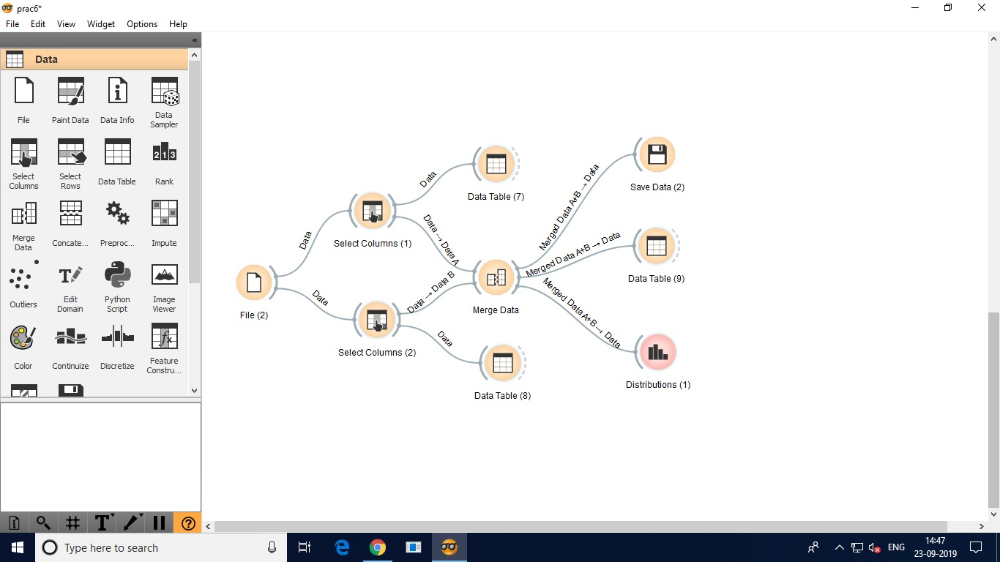 prac6*
File Edit View Widget Options Help
«
Data
File
Paint Data
Data Info
Data
Sampler
Select
Columns
Select
Rows
Data Table
Rank
Merge
Data
Concate...
Preproc...
Impute
Outliers
Edit
Domain
Python
Script
Image
Viewer
Color
Continuize
Discretize
Feature
Constru...
File (2)
Data
Data
Select Columns (1)
Select Columns (2)
Data
Data → Data A
Data → Data B
Data
Data Table (7)
Merge Data
Data Table (8)
Merged Data A+B → Data
Merged Data A+B → Data
Merged Data A+B → Data
Save Data (2)
Data Table (9)
Distributions (1)
Type here to search
ENG
14:47
23-09-2019